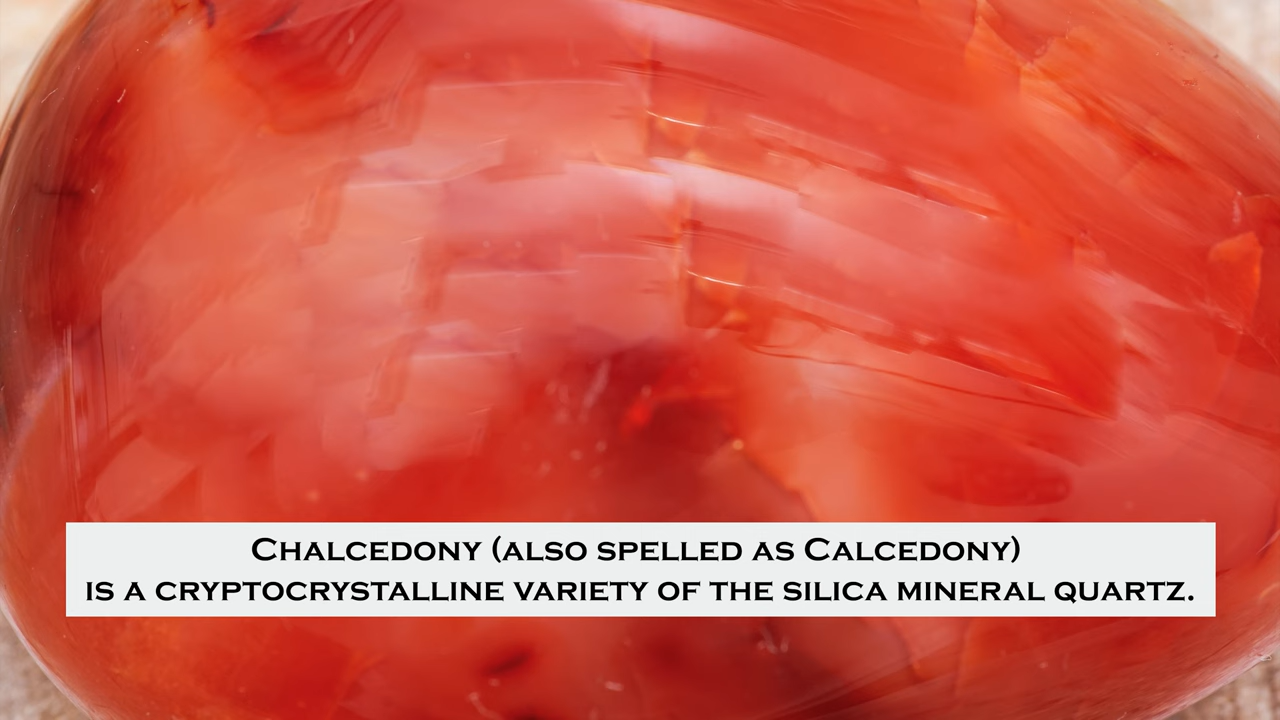 Chalcedony (also spelled as Calcedony)
is a cryptocrystalline variety of the silica mineral quartz.